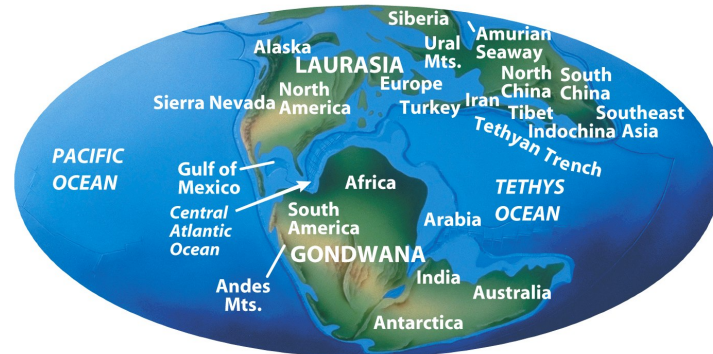 Siberia
Amurian
Seaway
Alaska
Ural
Mts.
LAURASIA
Europe
North
China
South
China
Sierra Nevada
North
America
Turkey
Iran
Tibet
Southeast
Indochina Asia
Tethyan Trench
PACIFIC
OCEAN
Gulf of
Mexico
Africa
TETHYS
OCEAN
Central
Atlantic
Ocean
South
America
Arabia
GONDWANA
Andes
Mts.
India
Australia
Antarctica